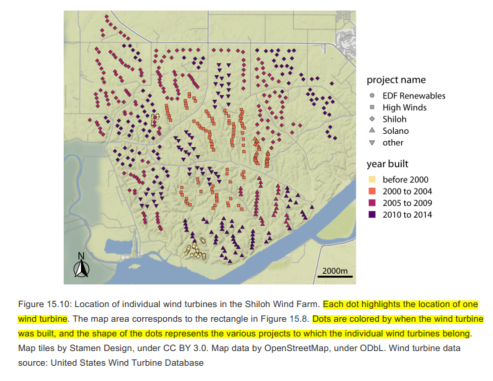 project name
EDF Renewables
High Winds
Shiloh
Solano
other
year built
before 2000
2000 to 2004
2005 to 2009
2010 to 2014
N
2000m
Figure 15.10: Location of individual wind turbines in the Shiloh Wind Farm. Each dot highlights the location of one
wind turbine. The map area corresponds to the rectangle in Figure 15.8. Dots are colored by when the wind turbine
was built, and the shape of the dots represents the various projects to which the individual wind turbines belong.
Map tiles by Stamen Design, under CC BY 3.0. Map data by OpenStreetMap, under ODbL. Wind turbine data
source: United States Wind Turbine Database